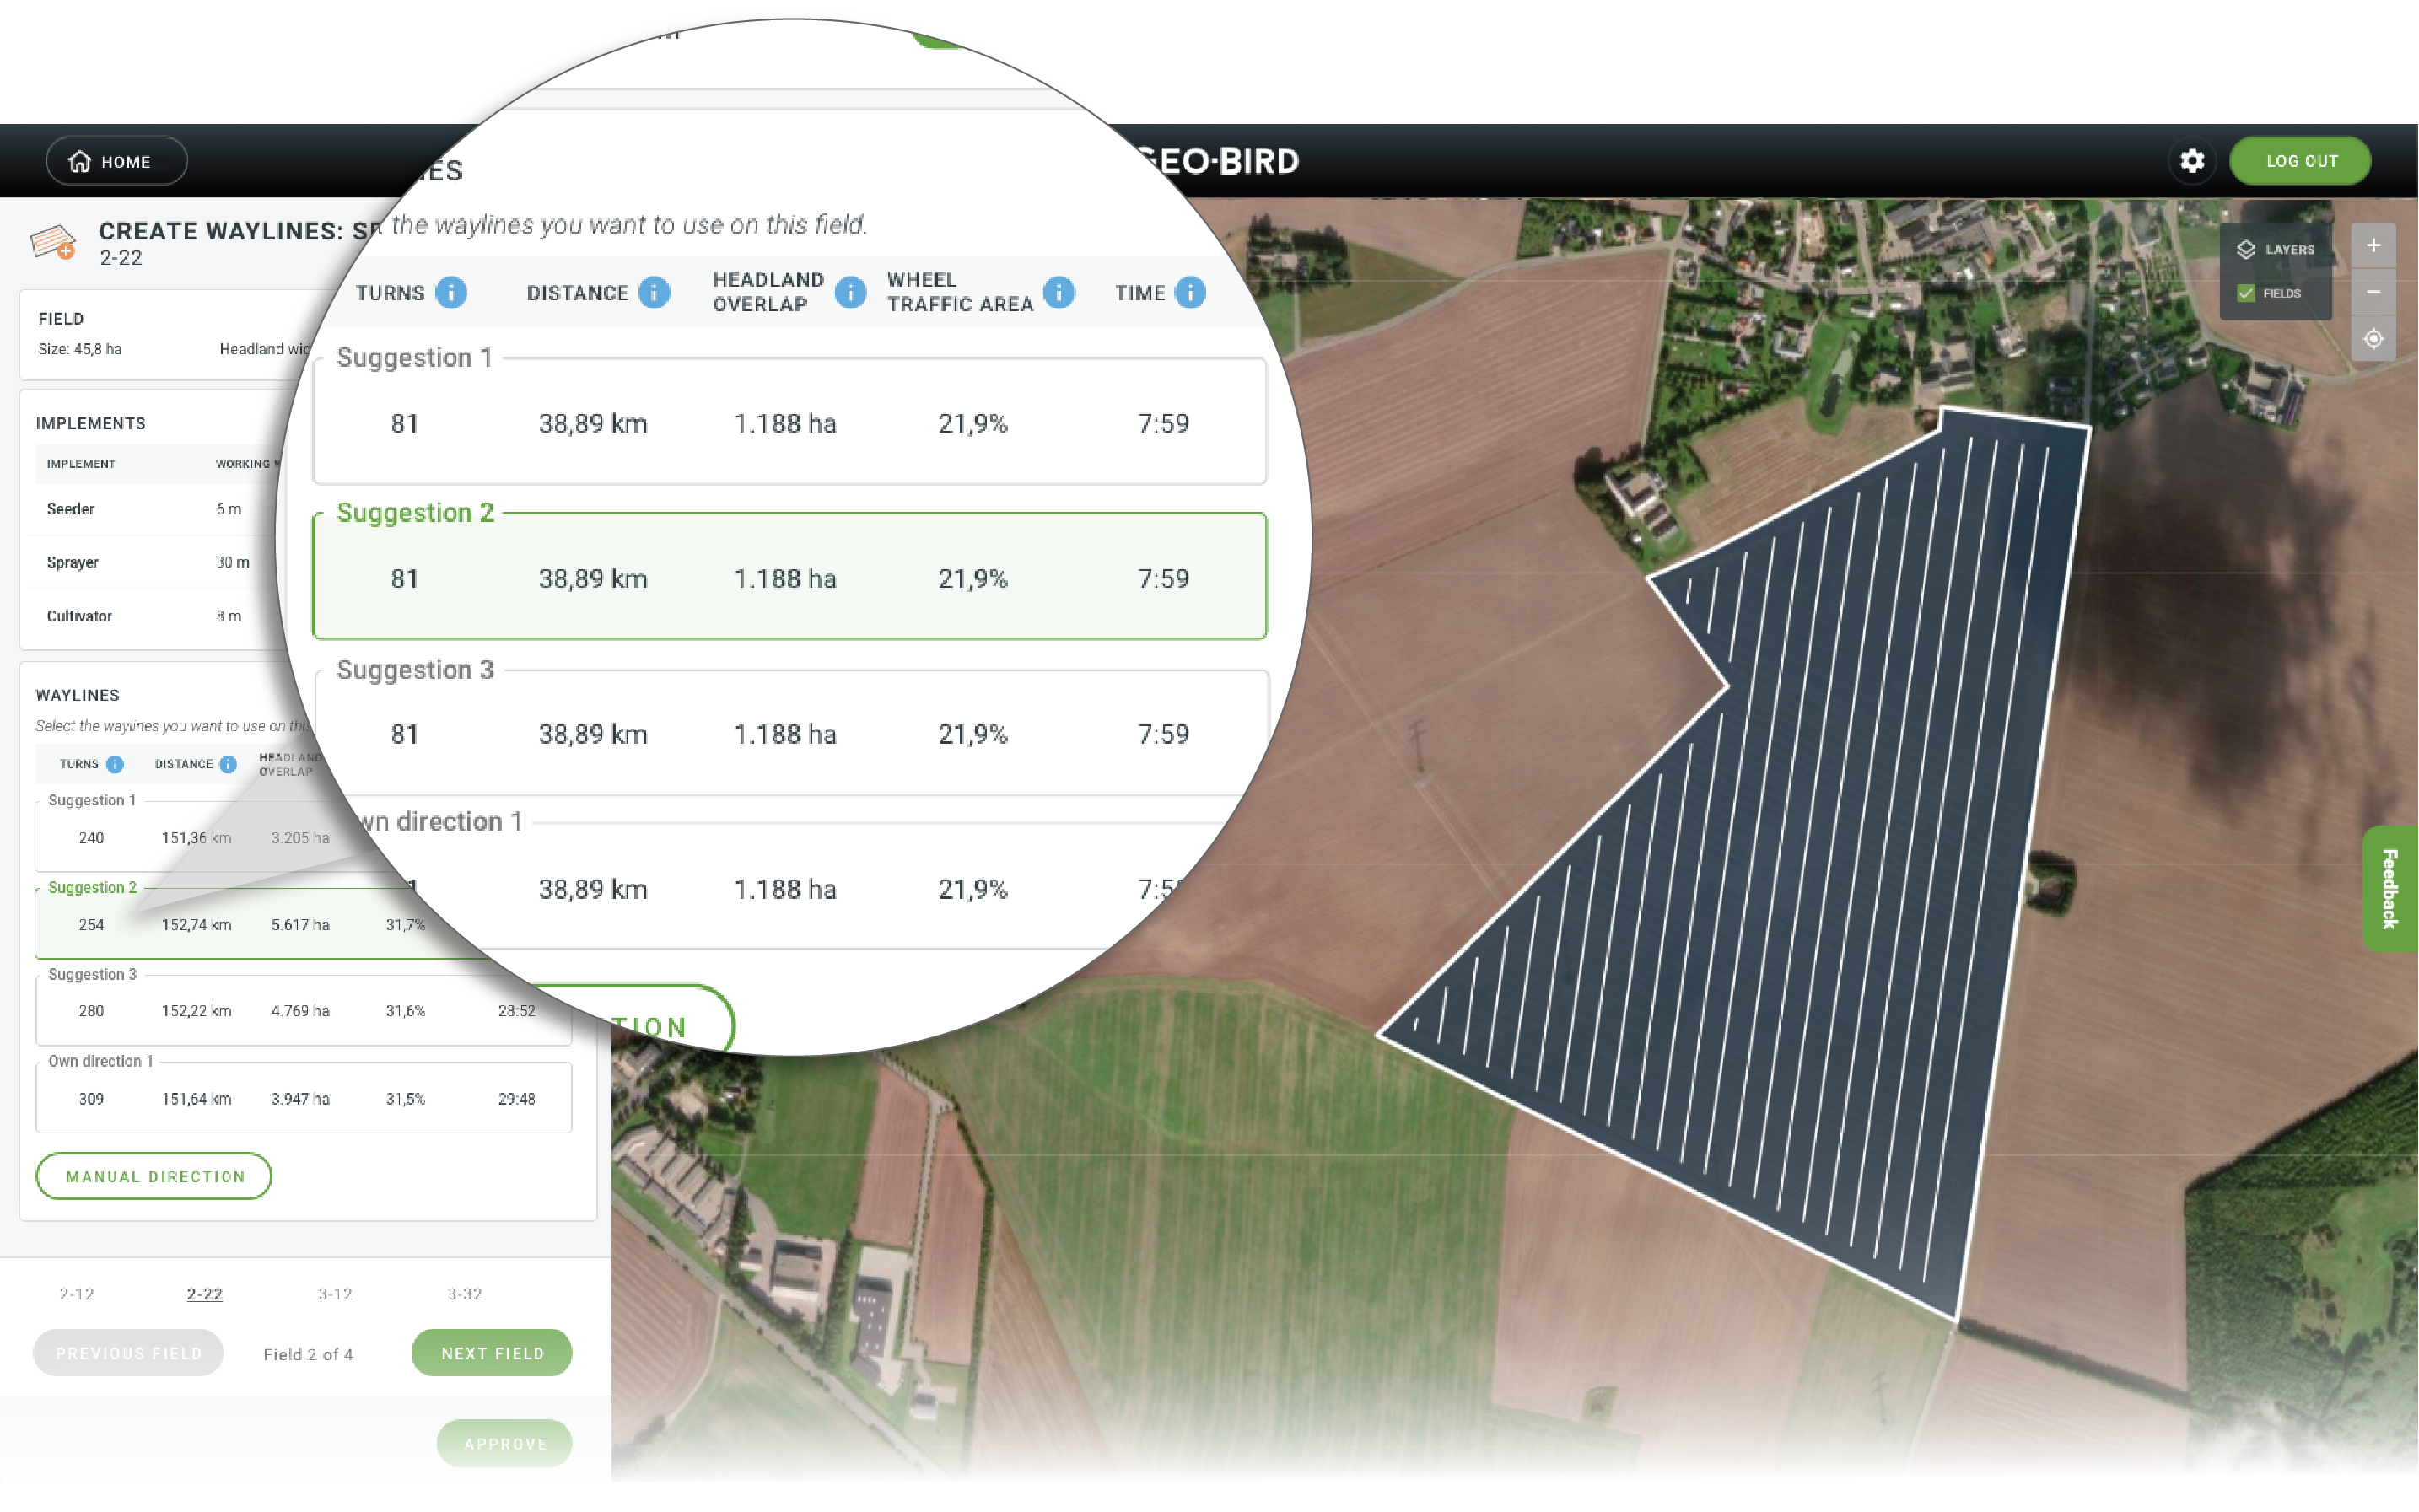 HOME
GEO-BIRD
LOG OUT
CREATE WAYLINES:
2-22
FIELD
Size: 45,8 ha
Headland
IMPLEMENTS
IMPLEMENT
WORKING
Seeder
6 m
Sprayer
30 m
Cultivator
8 m
WAYLINES
Select the waylines you want to use on
TURNS
DISTANCE
HEADLAND
OVERLAP
Suggestion 1
240
151,36 km
3.205 ha
Suggestion 2
254
152,74 km
5.617 ha
31,7%
Suggestion 3
280
152,22 km
4.769 ha
31,6%
28:52
Own direction 1
309
151,64 km
3.947 ha
31,5%
29:48
MANUAL DIRECTION
2-12
2-22
3-12
3-32
PREVIOUS FIELD
Field 2 of 4
NEXT FIELD
APPROVE
the waylines you want to use on this field.
TURNS
DISTANCE
HEADLAND
OVERLAP
WHEEL
TRAFFIC AREA
TIME
Suggestion 1
81
38,89 km
1.188 ha
21,9%
7:59
Suggestion 2
81
38,89 km
1.188 ha
21,9%
7:59
Suggestion 3
81
38,89 km
1.188 ha
21,9%
7:59
direction 1
38,89 km
1.188 ha
21,9%
LAYERS
FIELDS
Feedback